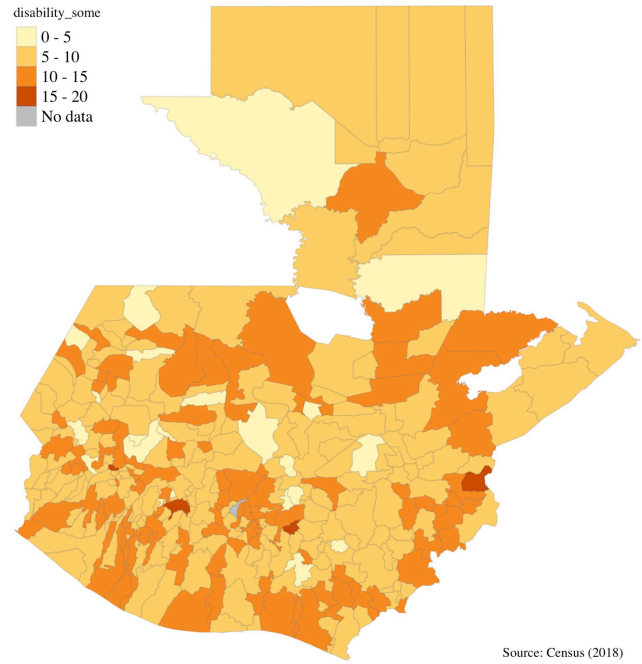 disability_some
0 - 5
5 - 10
10 - 15
15 - 20
No data
Source: Census (2018)